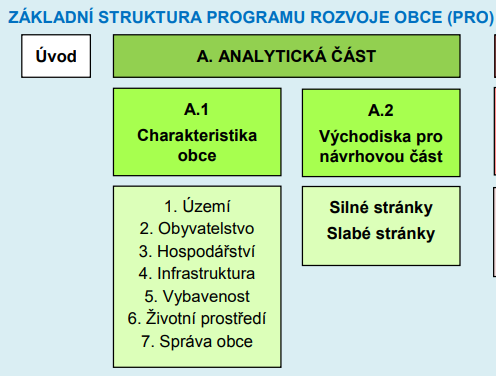 ZÁKLADNÍ STRUKTURA PROGRAMU ROZVOJE OBCE (PRO)
Úvod
A. ANALYTICKÁ ČÁST
A.1
Charakteristika
obce
A.2
Východiska pro
návrhovou část
1. Území
2. Obyvatelstvo
3. Hospodářství
4. Infrastruktura
5. Vybavenost
6. Životní prostředí
7. Správa obce
Silné stránky
Slabé stránky